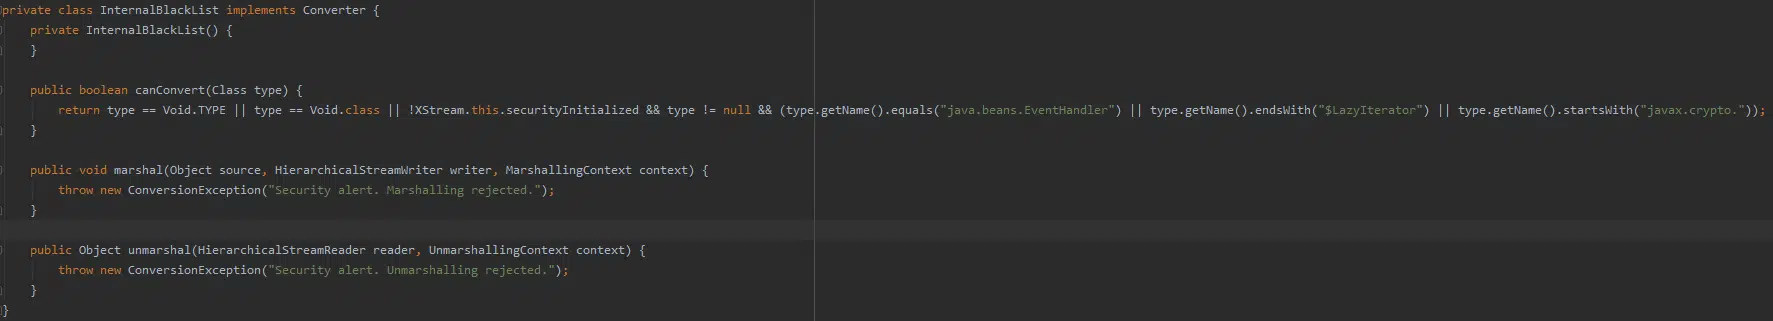 private class InternalBlackList implements Converter {
    private InternalBlackList() {
    }
    public boolean canConvert(Class type) {
        return type == Void.TYPE || type == Void.class || !XStream.this.securityInitialized && type != null && (type.getName().equals("java.beans.EventHandler") || type.getName().endsWith("$LazyIterator") || type.getName().startsWith("javax.crypto."));
    }
    public void marshal(Object source, HierarchicalStreamWriter writer, MarshallingContext context) {
        throw new ConversionException("Security alert. Marshalling rejected.");
    }
    public Object unmarshal(HierarchicalStreamReader reader, UnmarshallingContext context) {
        throw new ConversionException("Security alert. Unmarshalling rejected.");
    }
}